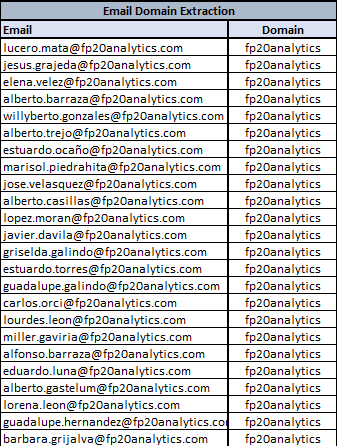 Email Domain Extraction
Email Domain
lucero.mata@fp20analytics.com fp20analytics
jesus.grajeda@fp20analytics.com fp20analytics
elena.velez@fp20analytics.com fp20analytics
alberto.barraza@fp20analytics.com fp20analytics
willyberto.gonzales@fp20analytics.com fp20analytics
alberto.trejo@fp20analytics.com fp20analytics
estuardo.ocaño@fp20analytics.com fp20analytics
marisol.piedrahita@fp20analytics.com fp20analytics
jose.velasquez@fp20analytics.com fp20analytics
alberto.casillas@fp20analytics.com fp20analytics
lopez.moran@fp20analytics.com fp20analytics
javier.davila@fp20analytics.com fp20analytics
griselda.galindo@fp20analytics.com fp20analytics
estuardo.torres@fp20analytics.com fp20analytics
guadalupe.galindo@fp20analytics.com fp20analytics
carlos.orci@fp20analytics.com fp20analytics
lourdes.leon@fp20analytics.com fp20analytics
miller.gaviria@fp20analytics.com fp20analytics
alfonso.barraza@fp20analytics.com fp20analytics
eduardo.luna@fp20analytics.com fp20analytics
alberto.gastelum@fp20analytics.com fp20analytics
lorena.leon@fp20analytics.com fp20analytics
guadalupe.hernandez@fp20analytics.co fp20analytics
barbara.grijalva@fp20analytics.com fp20analytics